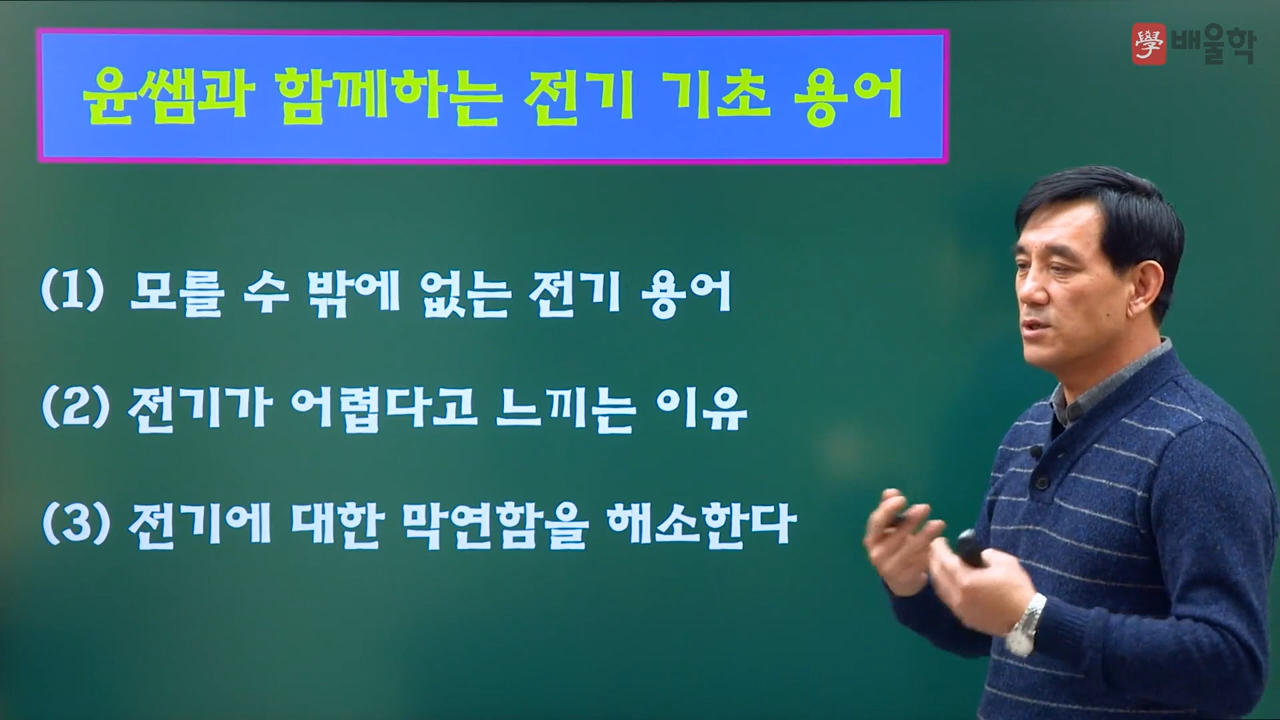 學 배울학
윤쌤과 함께하는 전기 기초 용어
(1) 모를 수 밖에 없는 전기 용어
(2) 전기가 어렵다고 느끼는 이유
(3) 전기에 대한 막연함을 해소한다